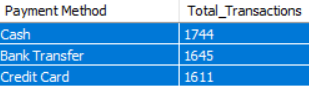 Payment Method Total_Transactions
Cash 1744
Bank Transfer 1645
Credit Card 1611